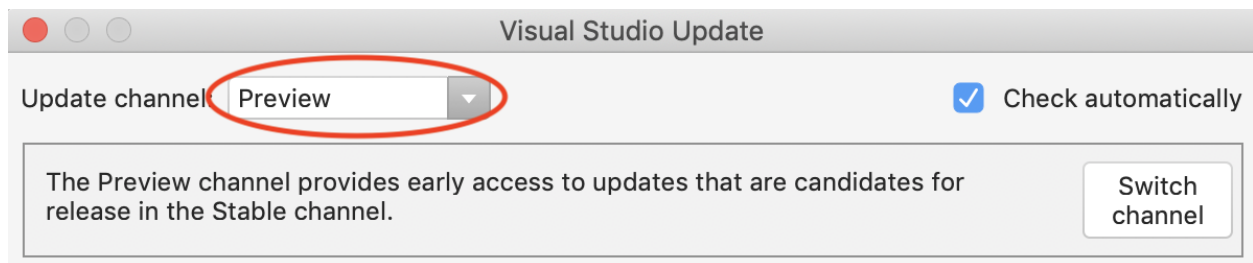 Visual Studio Update
Update channel: Preview
Check automatically
The Preview channel provides early access to updates that are candidates for
release in the Stable channel.
Switch
channel